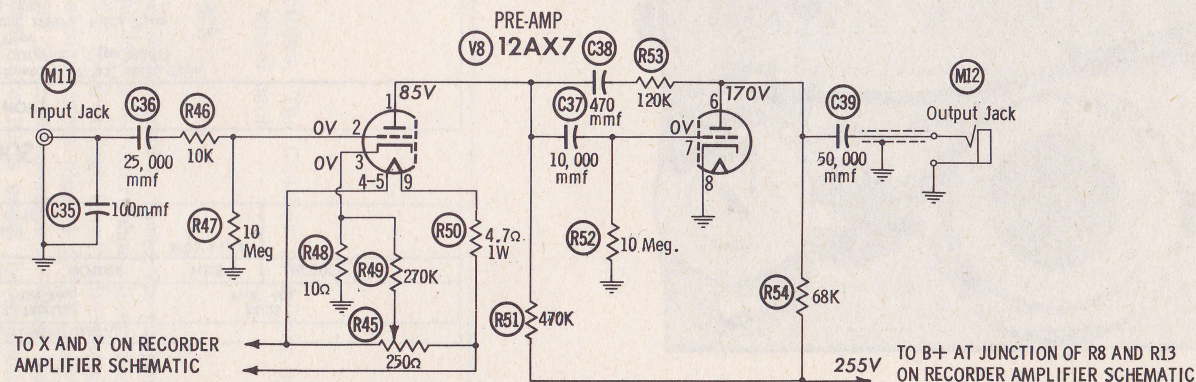 PRE-AMP
V8 12AX7
C38
R53
470 mmf
120K
M11
Input Jack
C36
25,000 mmf
R46
10K
C35
100mmf
R47
10 Meg
85V
1
0V
2
0V
3
4-5
9
R48
10Ω
R49
270K
R50
4.7Ω 1W
R45
250Ω
C37
10,000 mmf
R52
10 Meg.
R51
470K
6
170V
0V
7
8
C39
50,000 mmf
M12
Output Jack
R54
68K
TO X AND Y ON RECORDER
AMPLIFIER SCHEMATIC
255V
TO B+ AT JUNCTION OF R8 AND R13
ON RECORDER AMPLIFIER SCHEMATIC